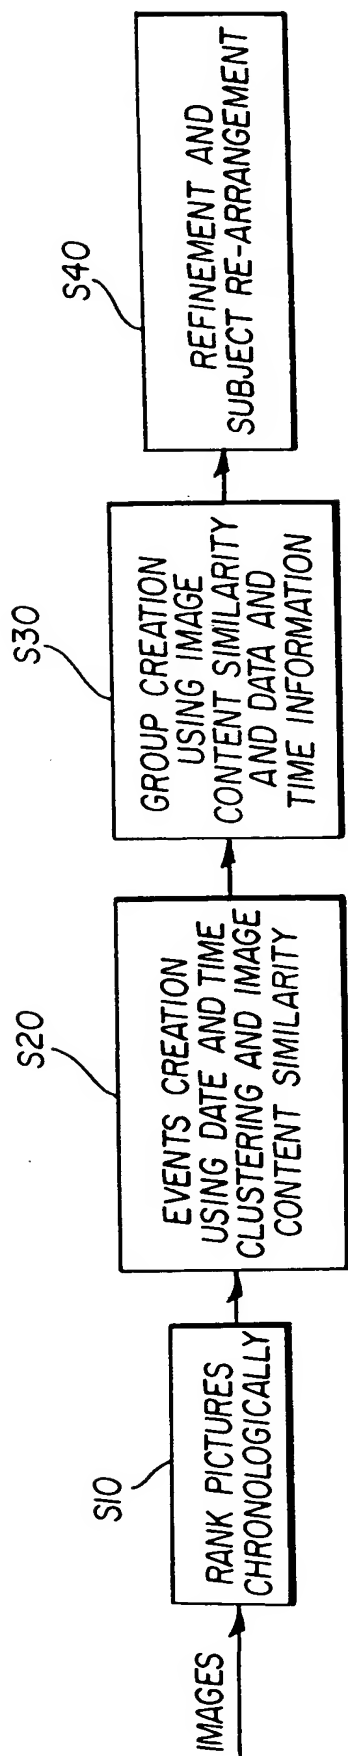 IMAGES
S10
RANK PICTURES
CHRONOLOGICALLY
S20
EVENTS CREATION
USING DATE AND TIME
CLUSTERING AND IMAGE
CONTENT SIMILARITY
S30
GROUP CREATION
USING IMAGE
CONTENT SIMILARITY
AND DATA AND
TIME INFORMATION
S40
REFINEMENT AND
SUBJECT RE-ARRANGEMENT